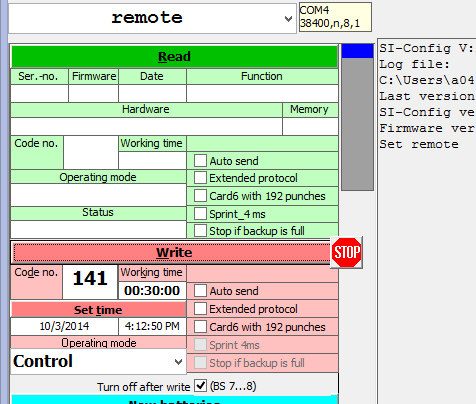 remote
COM4
38400,n,8,1
Read
Ser.-no. Firmware Date Function
Hardware Memory
Code no. Working time
Auto send
Operating mode Extended protocol
Card6 with 192 punches
Status Sprint_4 ms
Stop if backup is full
Write
STOP
Code no. 141 Working time
00:30:00
Auto send
Set time Extended protocol
10/3/2014 4:12:50 PM Card6 with 192 punches
Operating mode Sprint 4ms
Control Stop if backup is full
Turn off after write (BS 7...8)
New batteries
SI-Config V:
Log file:
C:\Users\a04
Last version
SI-Config ve
Firmware ver
Set remote